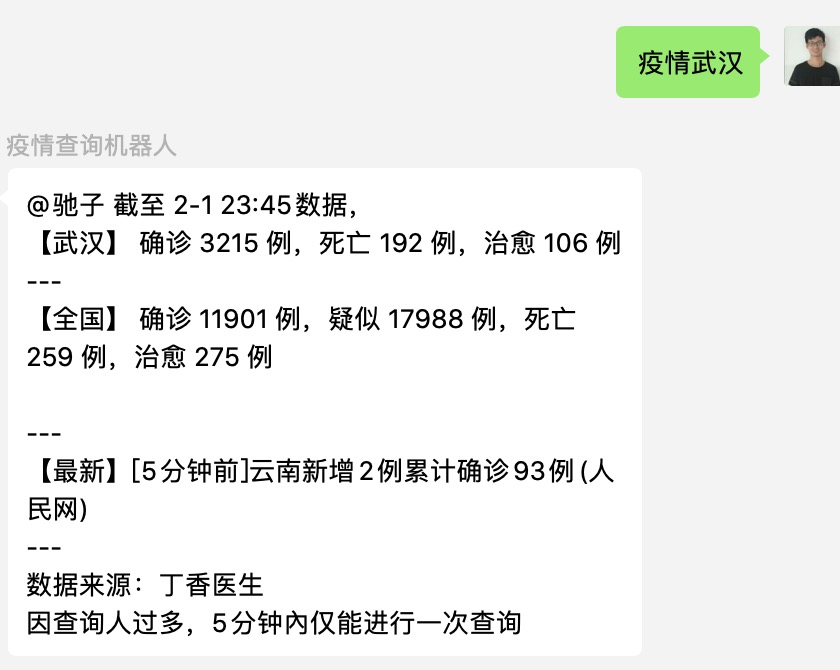 疫情武汉
疫情查询机器人
@驰子 截至 2-1 23:45数据，
【武汉】 确诊 3215 例，死亡 192 例，治愈 106 例
---
【全国】 确诊 11901 例，疑似 17988 例，死亡
259 例，治愈 275 例
---
【最新】[5分钟前]云南新增2例累计确诊93例(人
民网)
---
数据来源：丁香医生
因查询人过多，5分钟內仅能进行一次查询